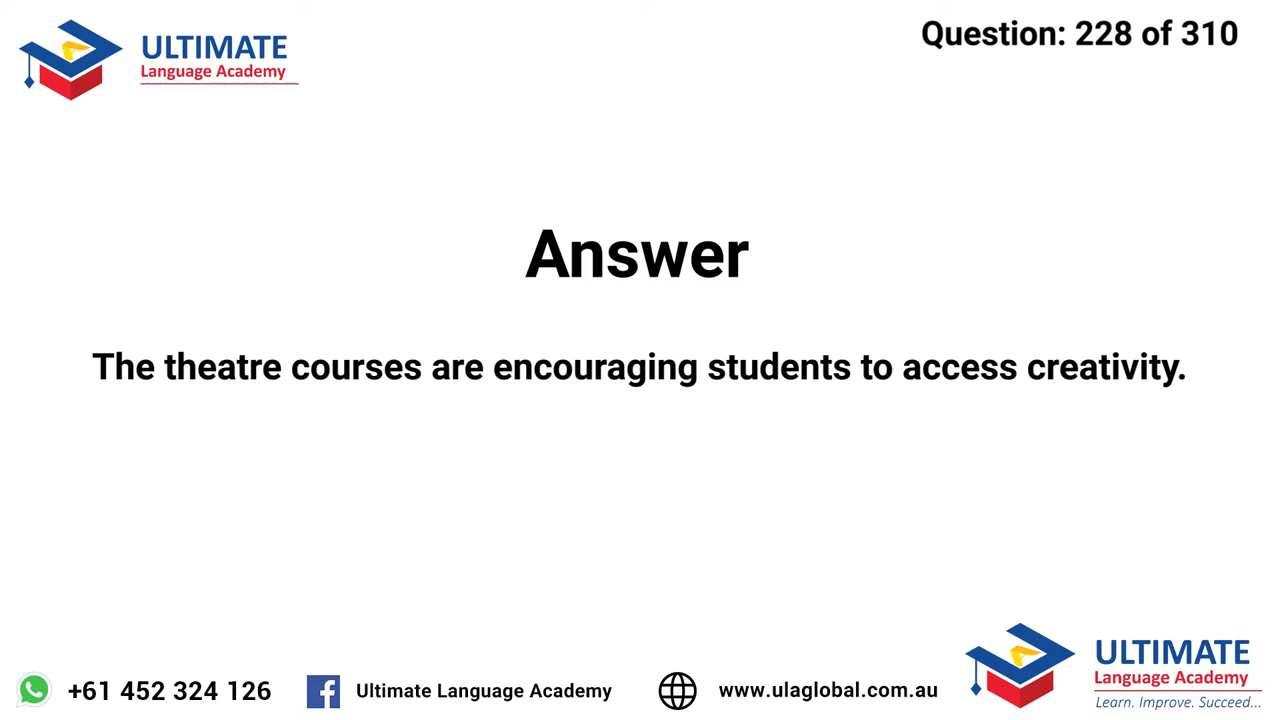 ULTIMATE
Language Academy
Question: 228 of 310
Answer
The theatre courses are encouraging students to access creativity.
+61 452 324 126
Ultimate Language Academy
www.ulaglobal.com.au
ULTIMATE
Language Academy
Learn. Improve. Succeed...